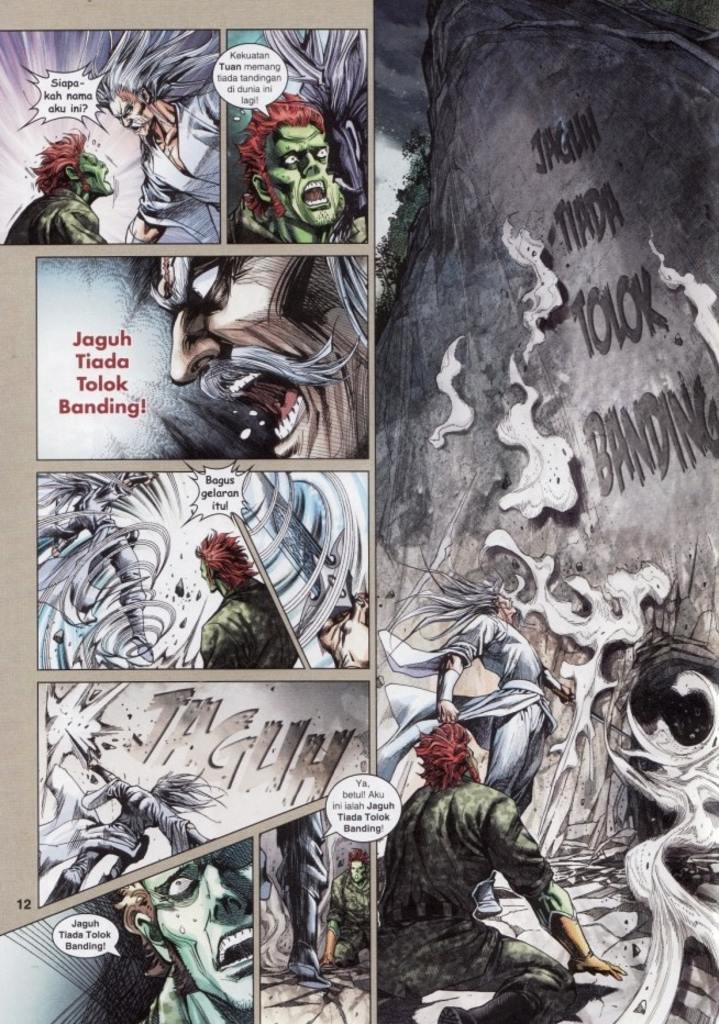 Siapa-
kah nama
aku ini?
Kekuatan
Tuan memang
tiada tandingan
di dunia ini
lagi!
Jaguh
Tiada
Tolok
Banding!
Bagus
gelaran
itu!
JAGUH
Jaguh
Tiada Tolok
Banding!
Ya,
betul! Aku
ini ialah Jaguh
Tiada Tolok
Banding!
JAGUH
TIADA
TOLOK
BANDING
12